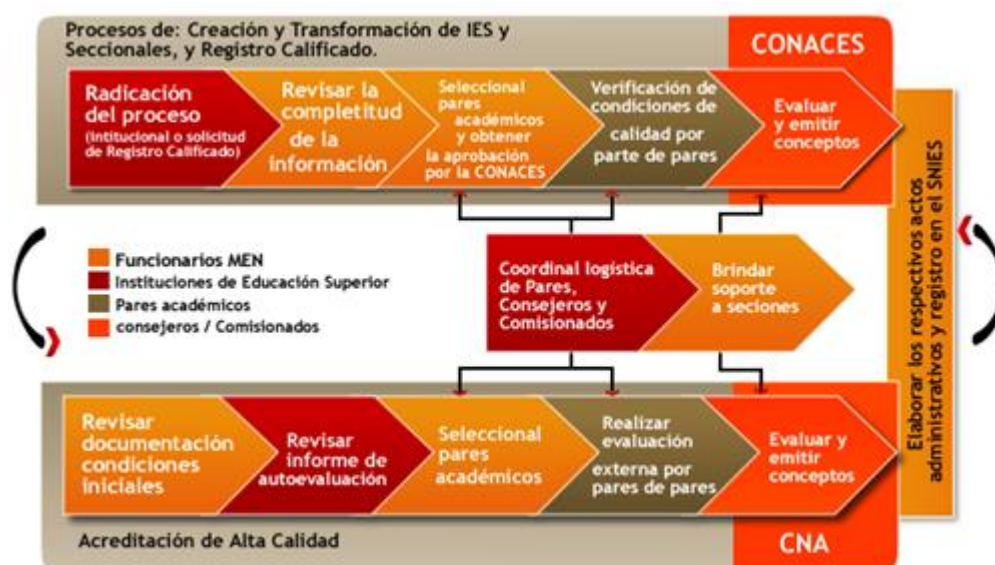 Procesos de: Creación y Transformación de IES y
Seccionales, y Registro Calificado.
CONACES
Radicación
del proceso
(Intitucional o solicitud
de Registro Calificado)
Revisar la
completitud
de la
información
Seleccional
pares
académicos
y obtener
la aprobación
por la CONACES
Verificación de
condiciones de
calidad por
parte de pares
Evaluar
y emitir
conceptos
Funcionarios MEN
Instituciones de Educación Superior
Pares académicos
consejeros / Comisionados
Coordinal logística
de Pares,
Consejeros y
Comisionados
Brindar
soporte
a seciones
Elaborar los respectivos actos
administrativos y registro en el SNIES
Revisar
documentación
condiciones
iniciales
Revisar
informe de
autoevaluación
Seleccional
pares
académicos
Realizar
evaluación
externa por
pares de pares
Evaluar y
emitir
conceptos
Acreditación de Alta Calidad
CNA